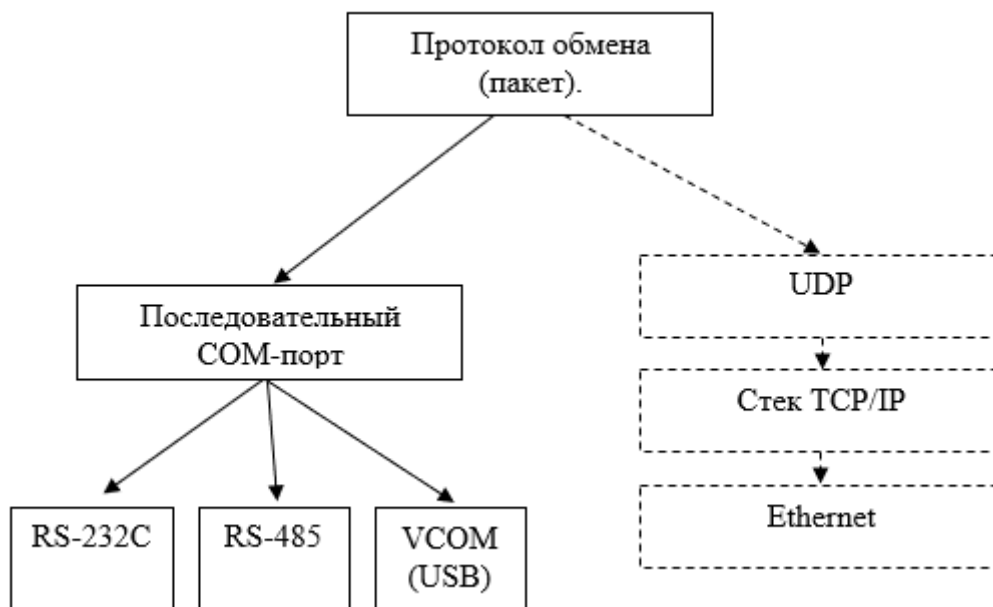 Протокол обмена
(пакет).
UDP
Последовательный
COM-порт
Стек TCP/IP
Ethernet
RS-232C
RS-485
VCOM
(USB)